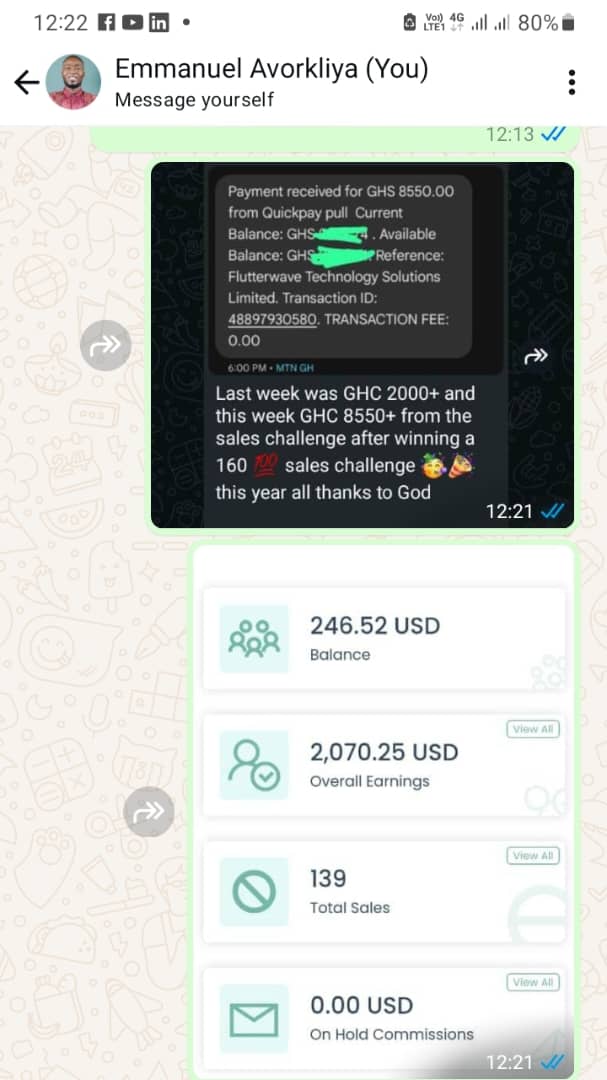 12:22
Vo)) 4G
LTE1
80%
Emmanuel Avorkliya (You)
Message yourself
12:13
Payment received for GHS 8550.00
from Quickpay pull Current
Balance: GHS 4 . Available
Balance: GHS Reference:
Flutterwave Technology Solutions
Limited. Transaction ID:
48897930580. TRANSACTION FEE:
0.00
6:00 PM • MTN GH
Last week was GHC 2000+ and
this week GHC 8550+ from the
sales challenge after winning a
160 💯 sales challenge 🥳🎉
this year all thanks to God
12:21
246.52 USD
Balance
View All
2,070.25 USD
Overall Earnings
View All
139
Total Sales
View All
0.00 USD
On Hold Commissions
12:21